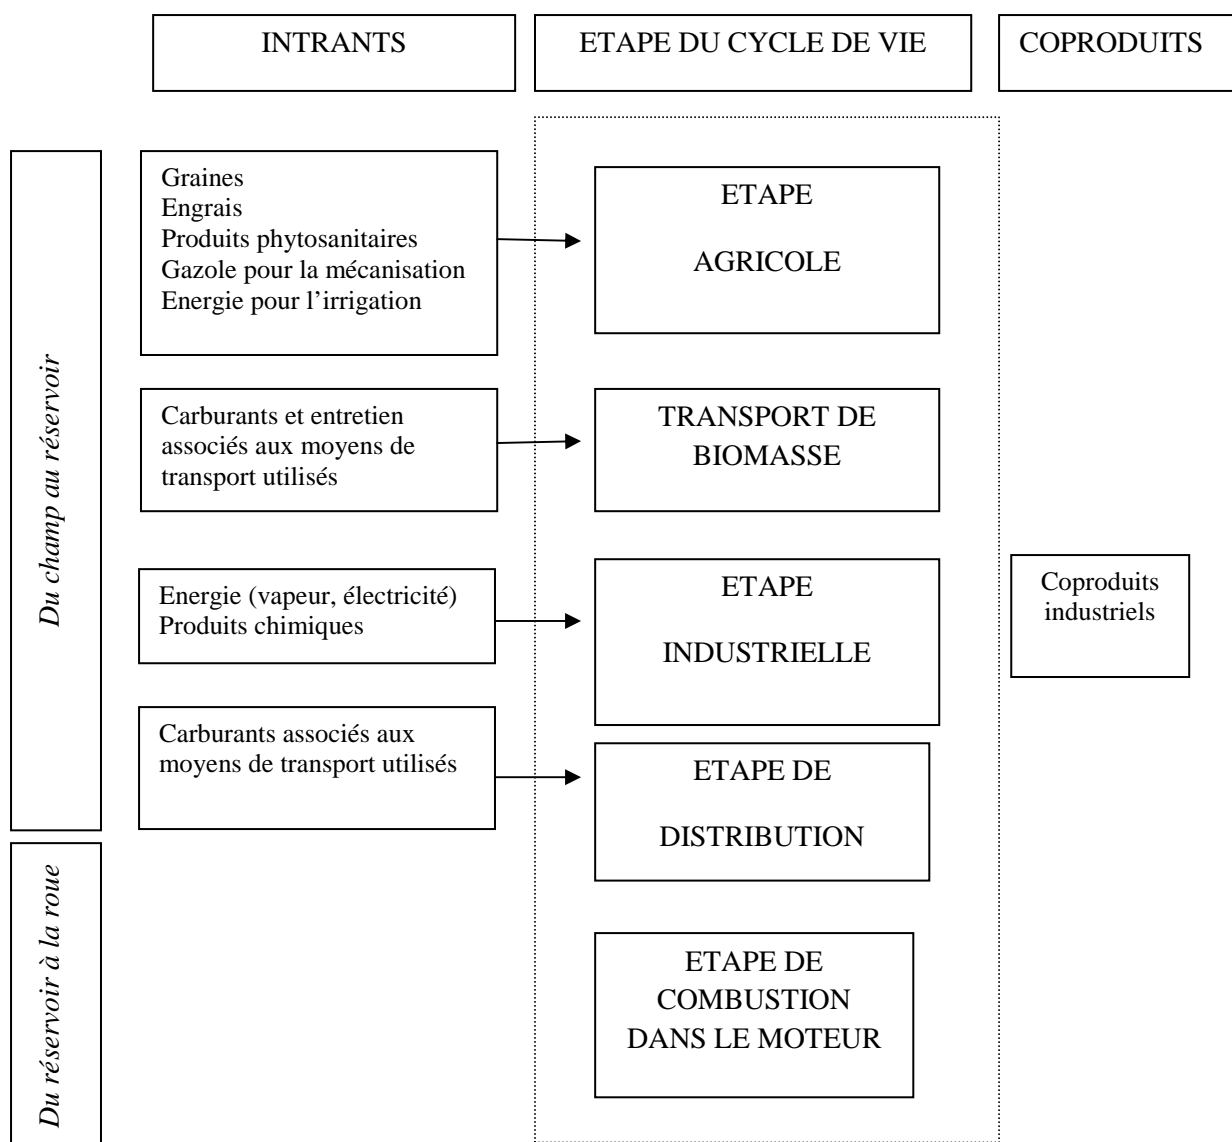 INTRANTS
ETAPE DU CYCLE DE VIE
COPRODUITS
Du champ au réservoir
Graines
Engrais
Produits phytosanitaires
Gazole pour la mécanisation
Energie pour l’irrigation
ETAPE
AGRICOLE
Carburants et entretien
associés aux moyens de
transport utilisés
TRANSPORT DE
BIOMASSE
Energie (vapeur, électricité)
Produits chimiques
ETAPE
INDUSTRIELLE
Coproduits
industriels
Carburants associés aux
moyens de transport utilisés
ETAPE DE
DISTRIBUTION
Du réservoir à la roue
ETAPE DE
COMBUSTION
DANS LE MOTEUR